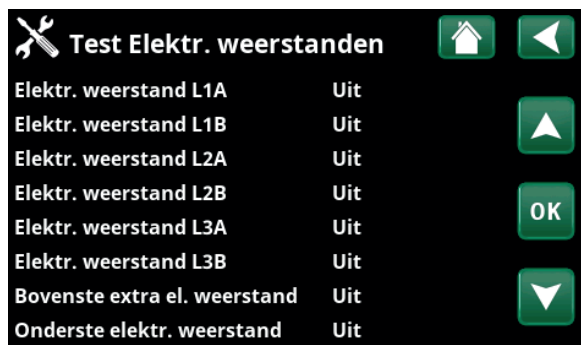 Test Elektr. weerstanden
Elektr. weerstand L1A Uit
Elektr. weerstand L1B Uit
Elektr. weerstand L2A Uit
Elektr. weerstand L2B Uit
Elektr. weerstand L3A Uit
Elektr. weerstand L3B Uit
Bovenste extra el. weerstand Uit
Onderste elektr. weerstand Uit
OK